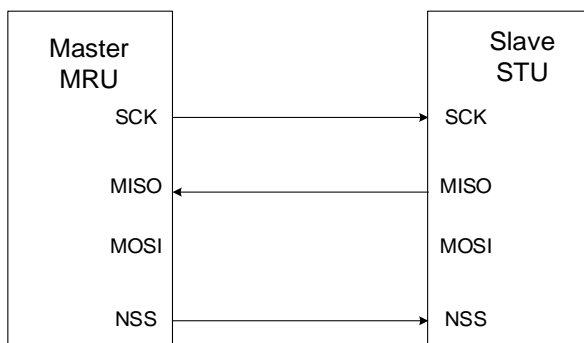 Master
MRU
SCK
MISO
MOSI
NSS
Slave
STU
SCK
MISO
MOSI
NSS